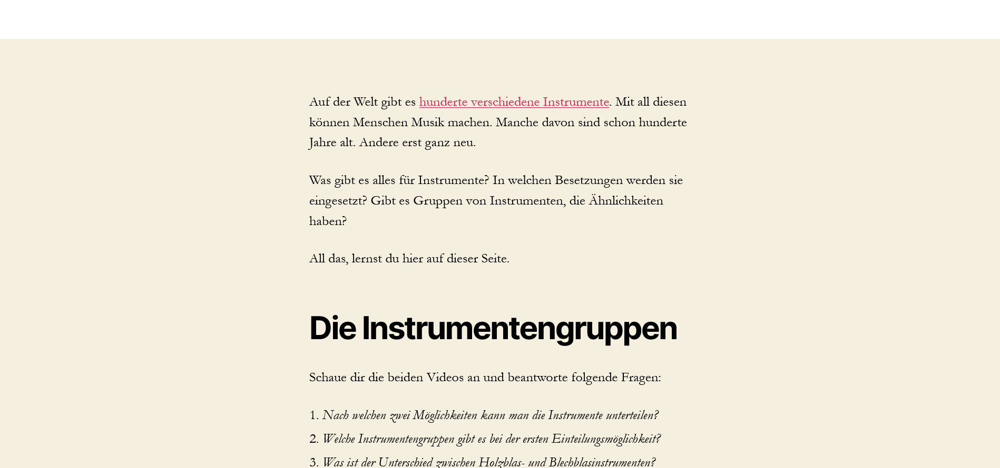 Auf der Welt gibt es hunderte verschiedene Instrumente. Mit all diesen
können Menschen Musik machen. Manche davon sind schon hunderte
Jahre alt. Andere erst ganz neu.
Was gibt es alles für Instrumente? In welchen Besetzungen werden sie
eingesetzt? Gibt es Gruppen von Instrumenten, die Ähnlichkeiten
haben?
All das, lernst du hier auf dieser Seite.
Die Instrumentengruppen
Schaue dir die beiden Videos an und beantworte folgende Fragen:
1. Nach welchen zwei Möglichkeiten kann man die Instrumente unterteilen?
2. Welche Instrumentengruppen gibt es bei der ersten Einteilungsmöglichkeit?
3. Was ist der Unterschied zwischen Holzblas- und Blechblasinstrumenten?